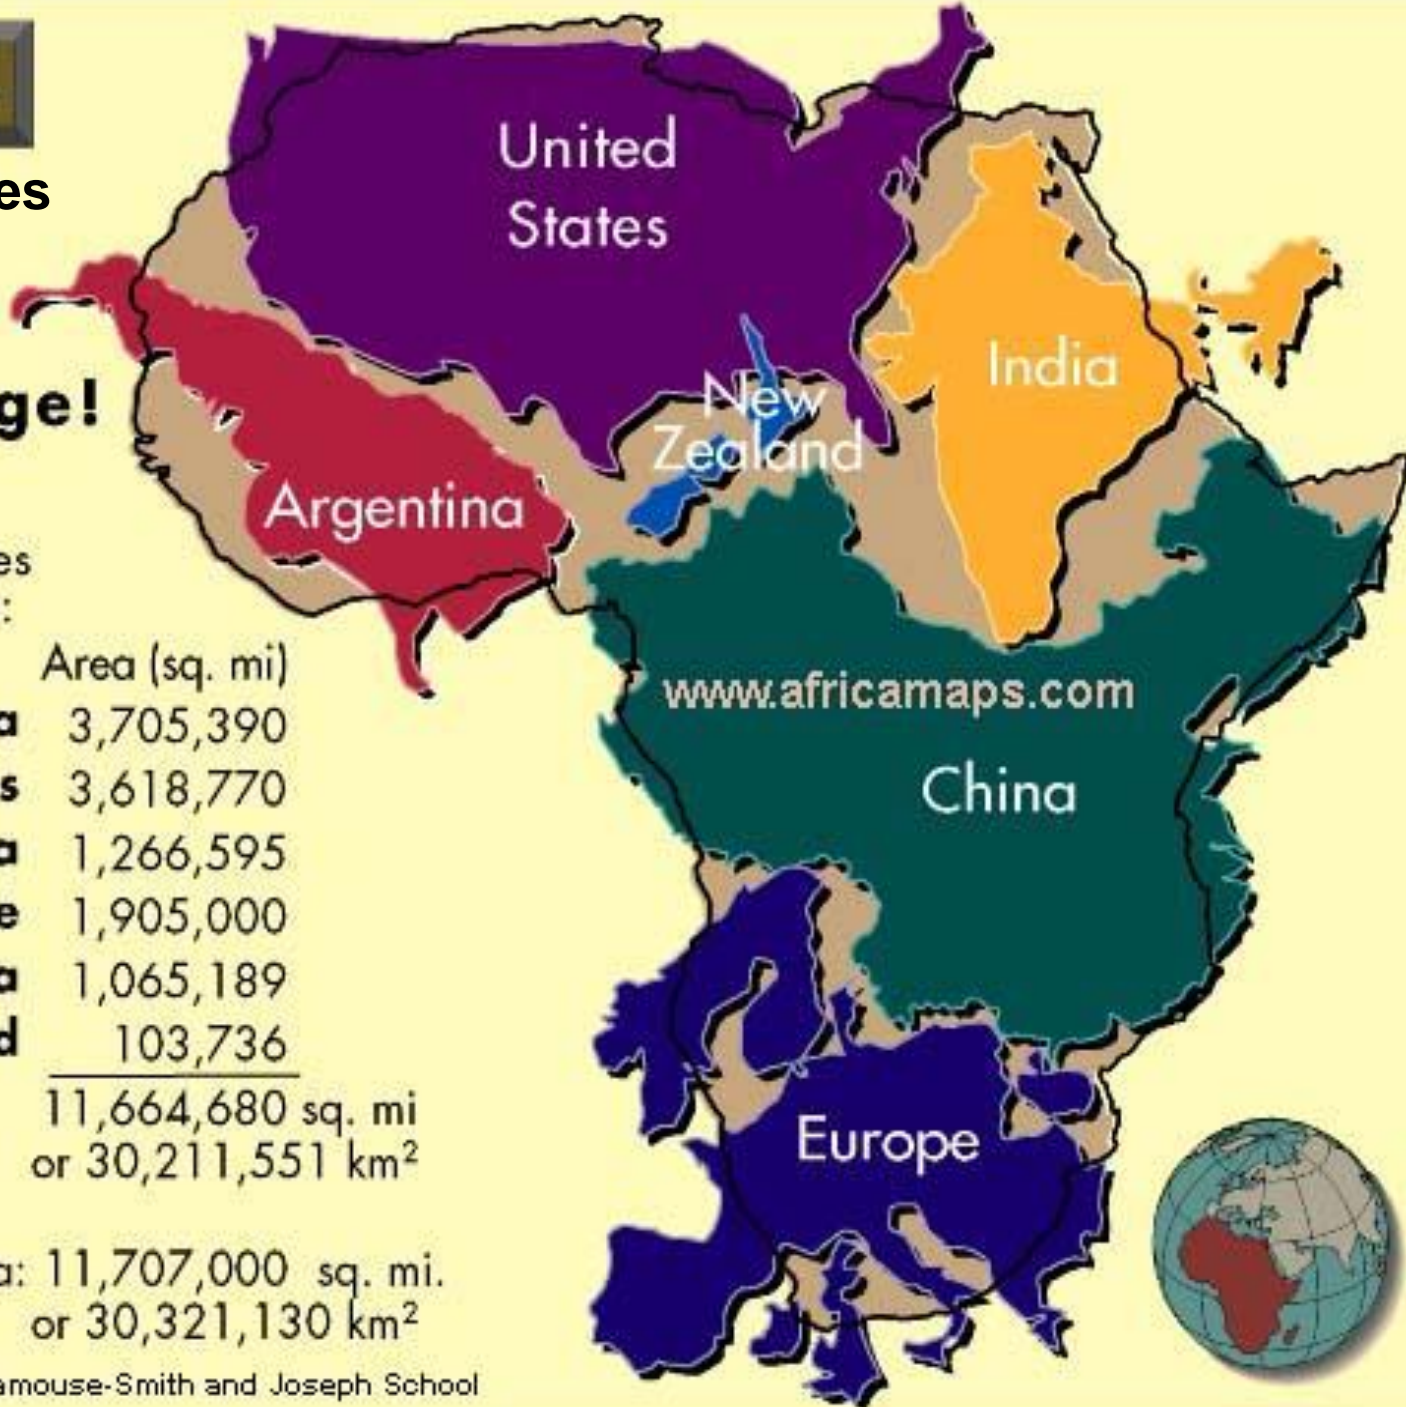 es
United
States
ge!
India
New
Zealand
Argentina
es
:
Area (sq. mi)
a 3,705,390
s 3,618,770
a 1,266,595
e 1,905,000
a 1,065,189
d 103,736
11,664,680 sq. mi
or 30,211,551 km²
www.africamaps.com
China
Europe
a: 11,707,000 sq. mi.
or 30,321,130 km²
amouse-Smith and Joseph School